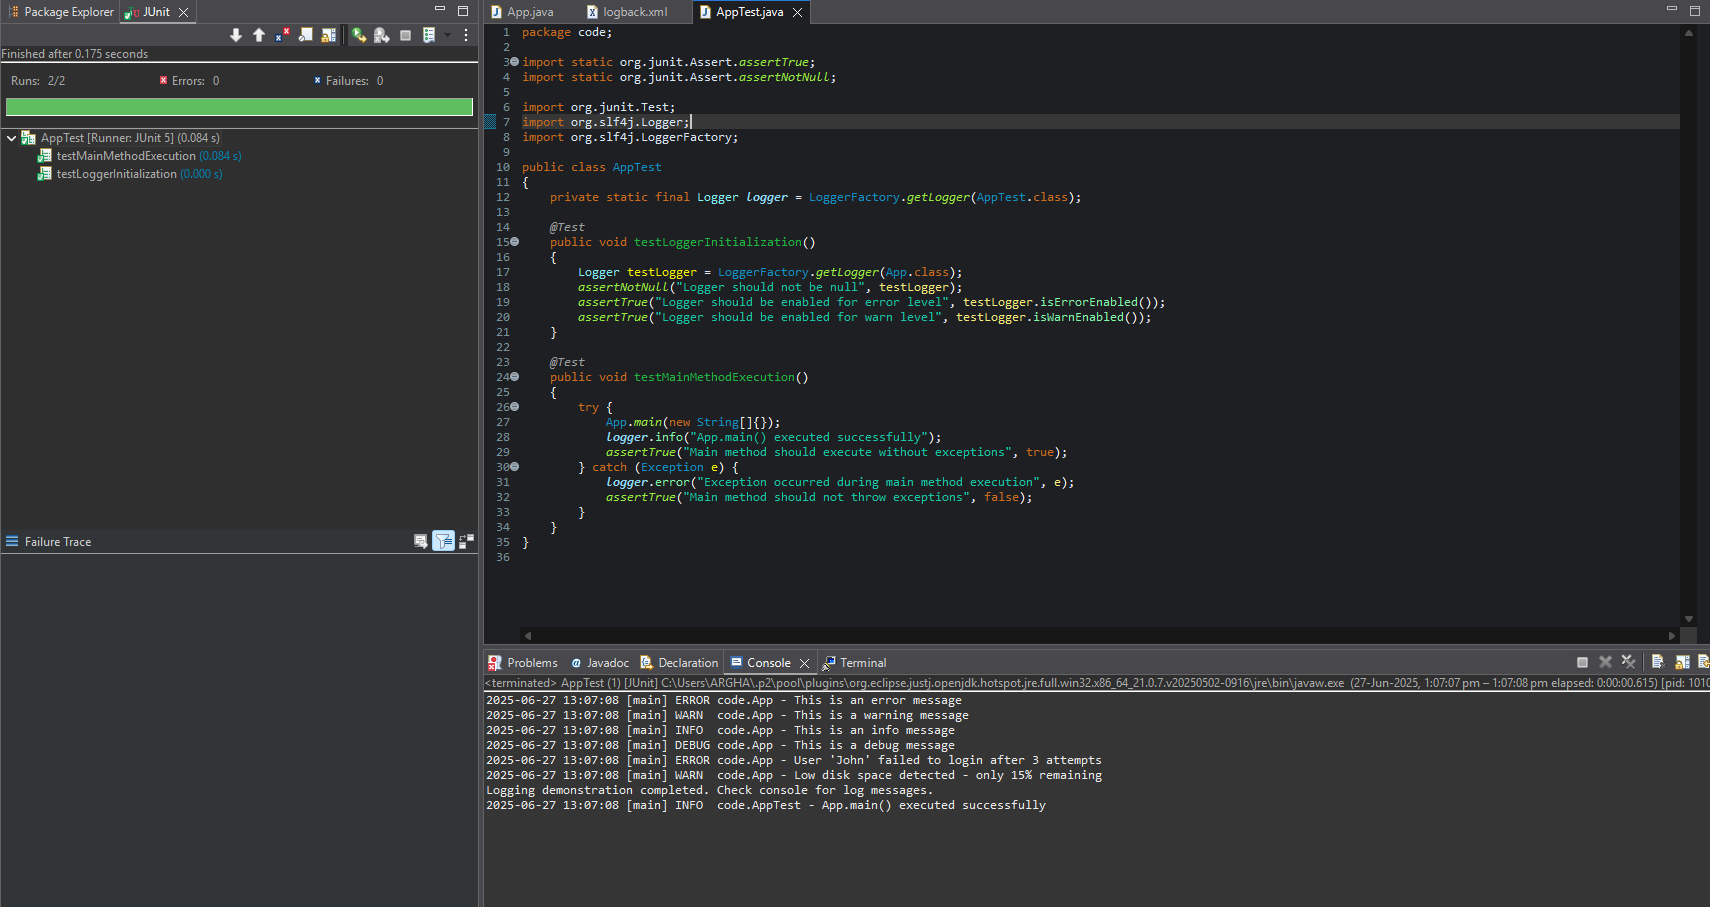 Package Explorer JUnit
Finished after 0.175 seconds
Runs: 2/2 Errors: 0 Failures: 0
AppTest [Runner: JUnit 5] (0.084 s)
testMainMethodExecution (0.084 s)
testLoggerInitialization (0.000 s)
Failure Trace
App.java logback.xml AppTest.java
1 package code;
2
3 import static org.junit.Assert.assertTrue;
4 import static org.junit.Assert.assertNotNull;
5
6 import org.junit.Test;
7 import org.slf4j.Logger;
8 import org.slf4j.LoggerFactory;
9
10 public class AppTest
11 {
12 private static final Logger logger = LoggerFactory.getLogger(AppTest.class);
13
14 @Test
15 public void testLoggerInitialization()
16 {
17 Logger testLogger = LoggerFactory.getLogger(App.class);
18 assertNotNull("Logger should not be null", testLogger);
19 assertTrue("Logger should be enabled for error level", testLogger.isErrorEnabled());
20 assertTrue("Logger should be enabled for warn level", testLogger.isWarnEnabled());
21 }
22
23 @Test
24 public void testMainMethodExecution()
25 {
26 try {
27 App.main(new String[]{});
28 logger.info("App.main() executed successfully");
29 assertTrue("Main method should execute without exceptions", true);
30 } catch (Exception e) {
31 logger.error("Exception occurred during main method execution", e);
32 assertTrue("Main method should not throw exceptions", false);
33 }
34 }
35 }
36
Problems Javadoc Declaration Console Terminal
<terminated> AppTest (1) [JUnit] C:\Users\ARGHA\.p2\pool\plugins\org.eclipse.justj.openjdk.hotspot.jre.full.win32.x86_64_21.0.7.v20250502-0916\jre\bin\javaw.exe (27-Jun-2025, 1:07:07 pm – 1:07:08 pm elapsed: 0:00:00.615) [pid: 1010
2025-06-27 13:07:08 [main] ERROR code.App - This is an error message
2025-06-27 13:07:08 [main] WARN code.App - This is a warning message
2025-06-27 13:07:08 [main] INFO code.App - This is an info message
2025-06-27 13:07:08 [main] DEBUG code.App - This is a debug message
2025-06-27 13:07:08 [main] ERROR code.App - User 'John' failed to login after 3 attempts
2025-06-27 13:07:08 [main] WARN code.App - Low disk space detected - only 15% remaining
Logging demonstration completed. Check console for log messages.
2025-06-27 13:07:08 [main] INFO code.AppTest - App.main() executed successfully